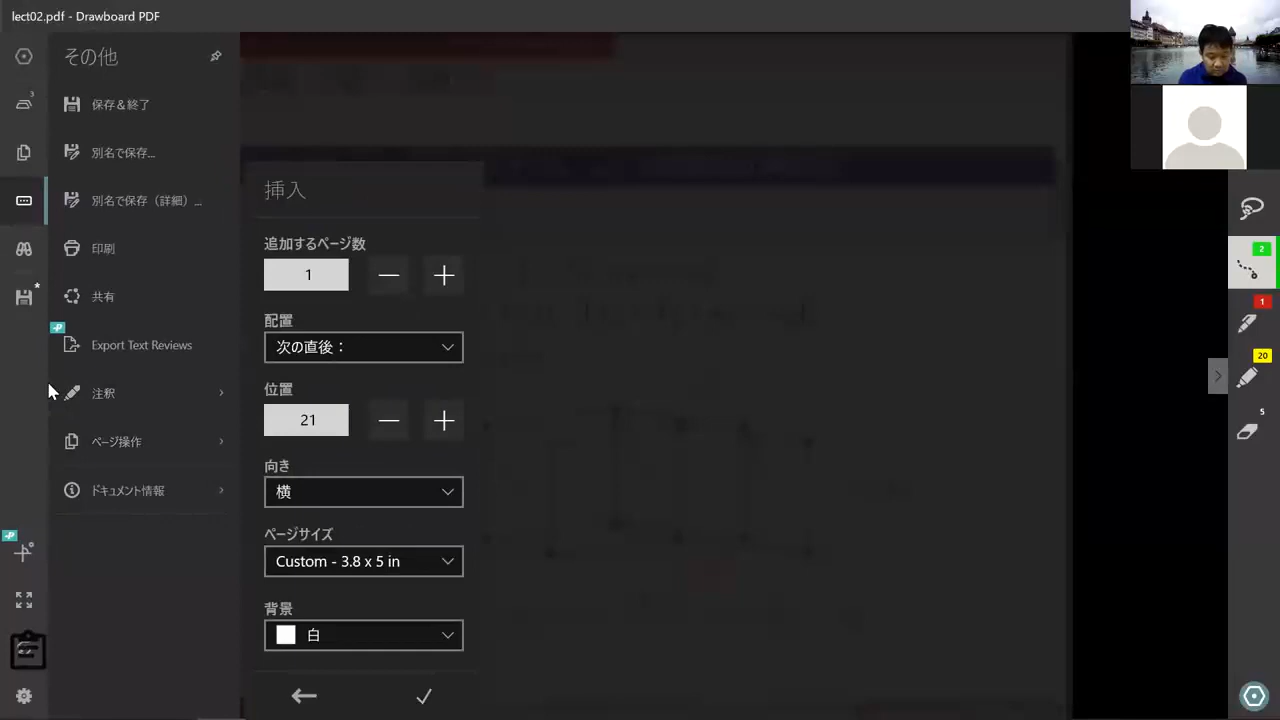 lect02.pdf - Drawboard PDF
その他
保存＆終了
別名で保存...
別名で保存（詳細）...
印刷
共有
Export Text Reviews
注釈
ページ操作
ドキュメント情報
3
*
挿入
追加するページ数
1
配置
次の直後：
位置
21
向き
横
ページサイズ
Custom - 3.8 x 5 in
背景
白
2
1
20
5